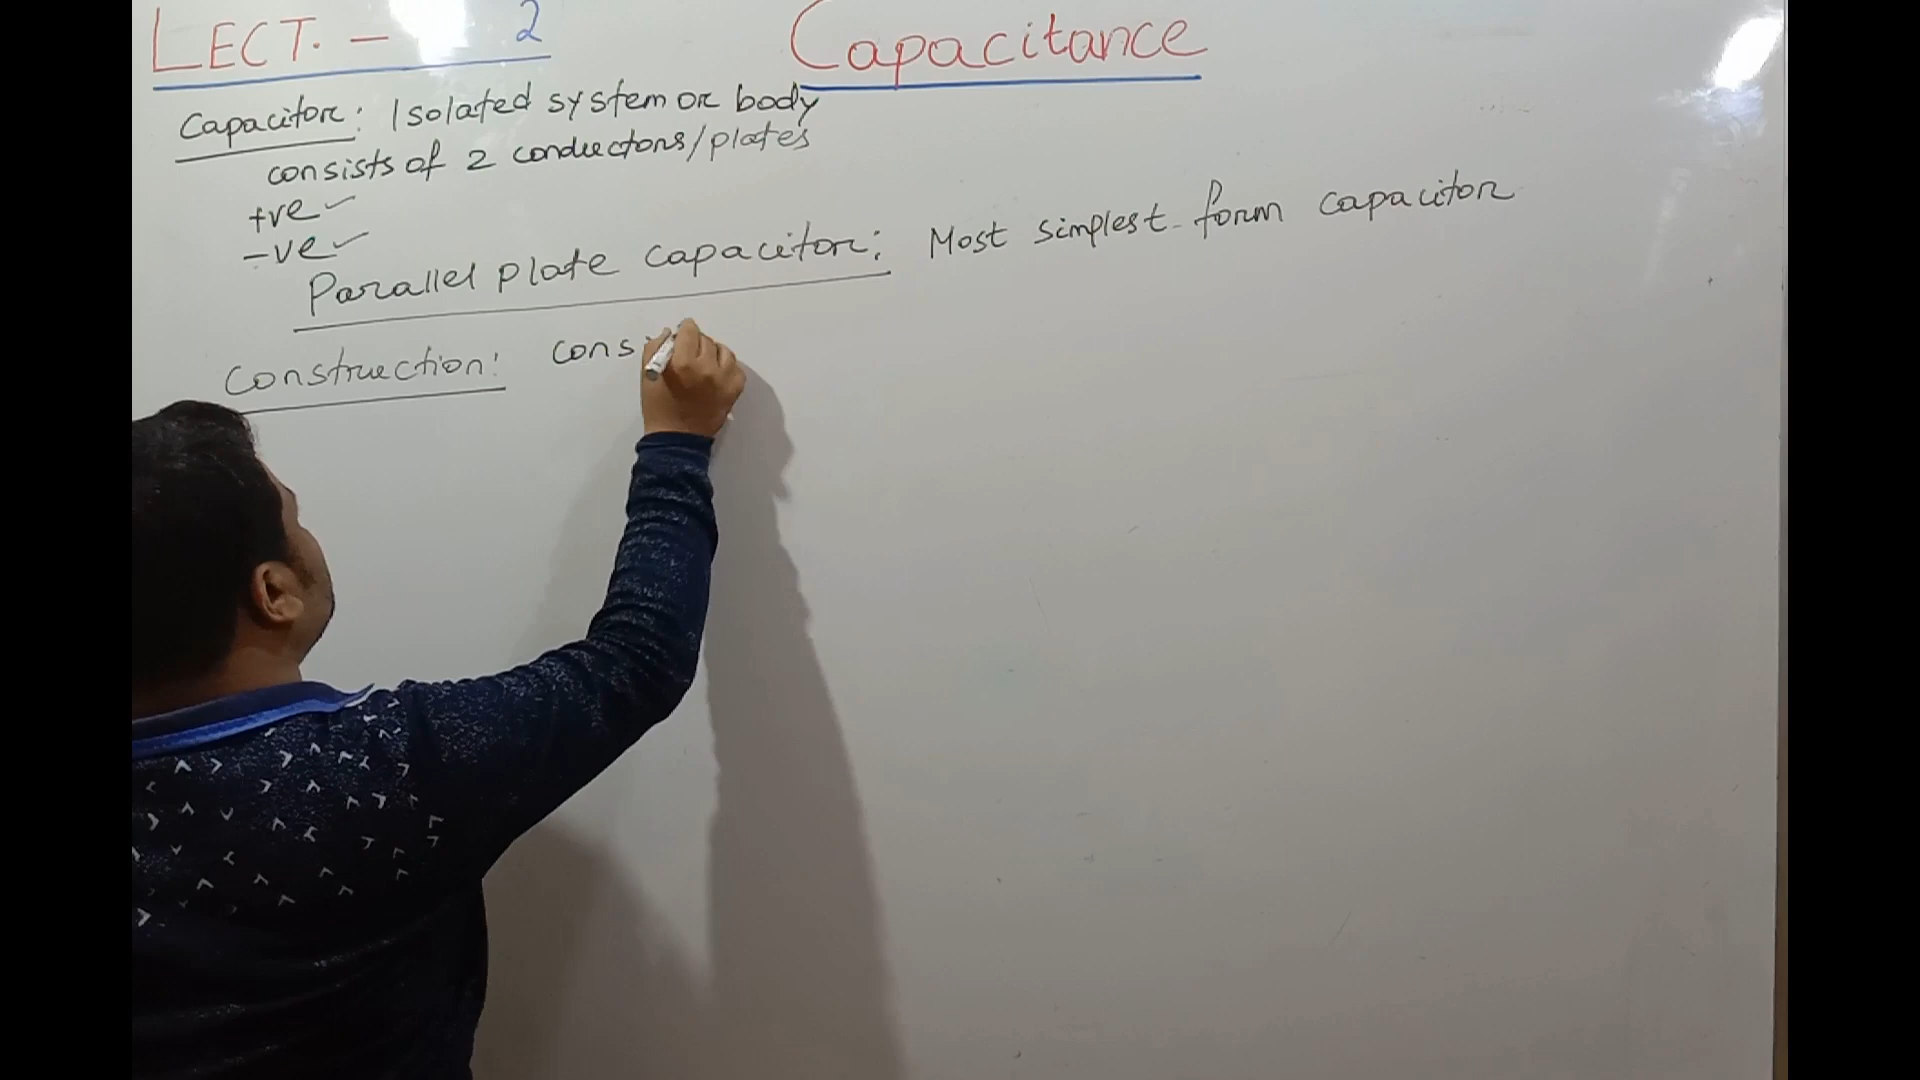 LECT. - 2
Capacitance
Capacitor: Isolated system or body
consists of 2 conductors/plates
+ve ✓
-ve ✓
Parallel plate capacitor: Most simplest form capacitor
Construction: cons